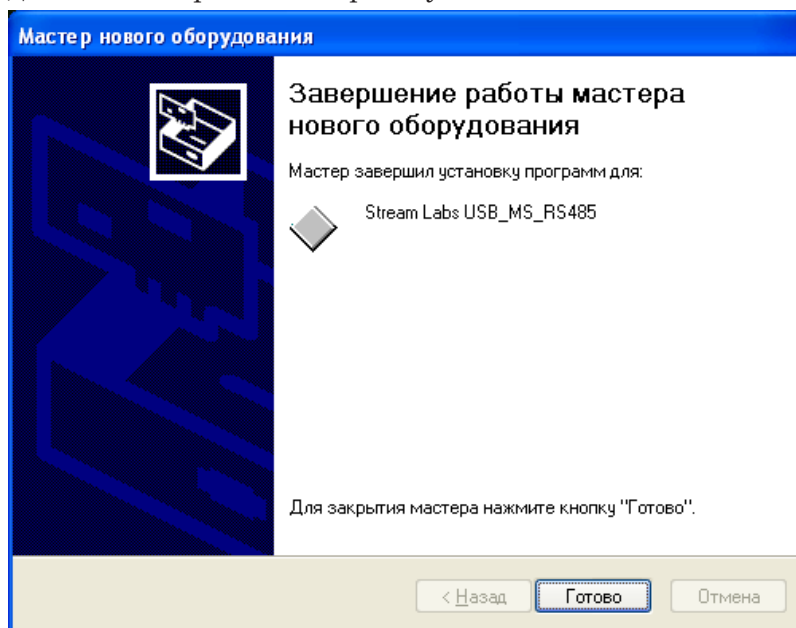 Мастер нового оборудования
Завершение работы мастера
нового оборудования
Мастер завершил установку программ для:
Stream Labs USB_MS_RS485
Для закрытия мастера нажмите кнопку "Готово".
< Назад Готово Отмена